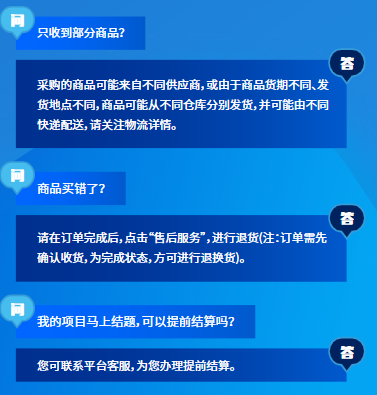 问
只收到部分商品?
答
采购的商品可能来自不同供应商,或由于商品货期不同、发
货地点不同,商品可能从不同仓库分别发货,并可能由不同
快递配送,请关注物流详情。
问
商品买错了?
答
请在订单完成后,点击“售后服务”,进行退货(注:订单需先
确认收货,为完成状态,方可进行退换货)。
问
我的项目马上结题,可以提前结算吗?
答
您可联系平台客服,为您办理提前结算。